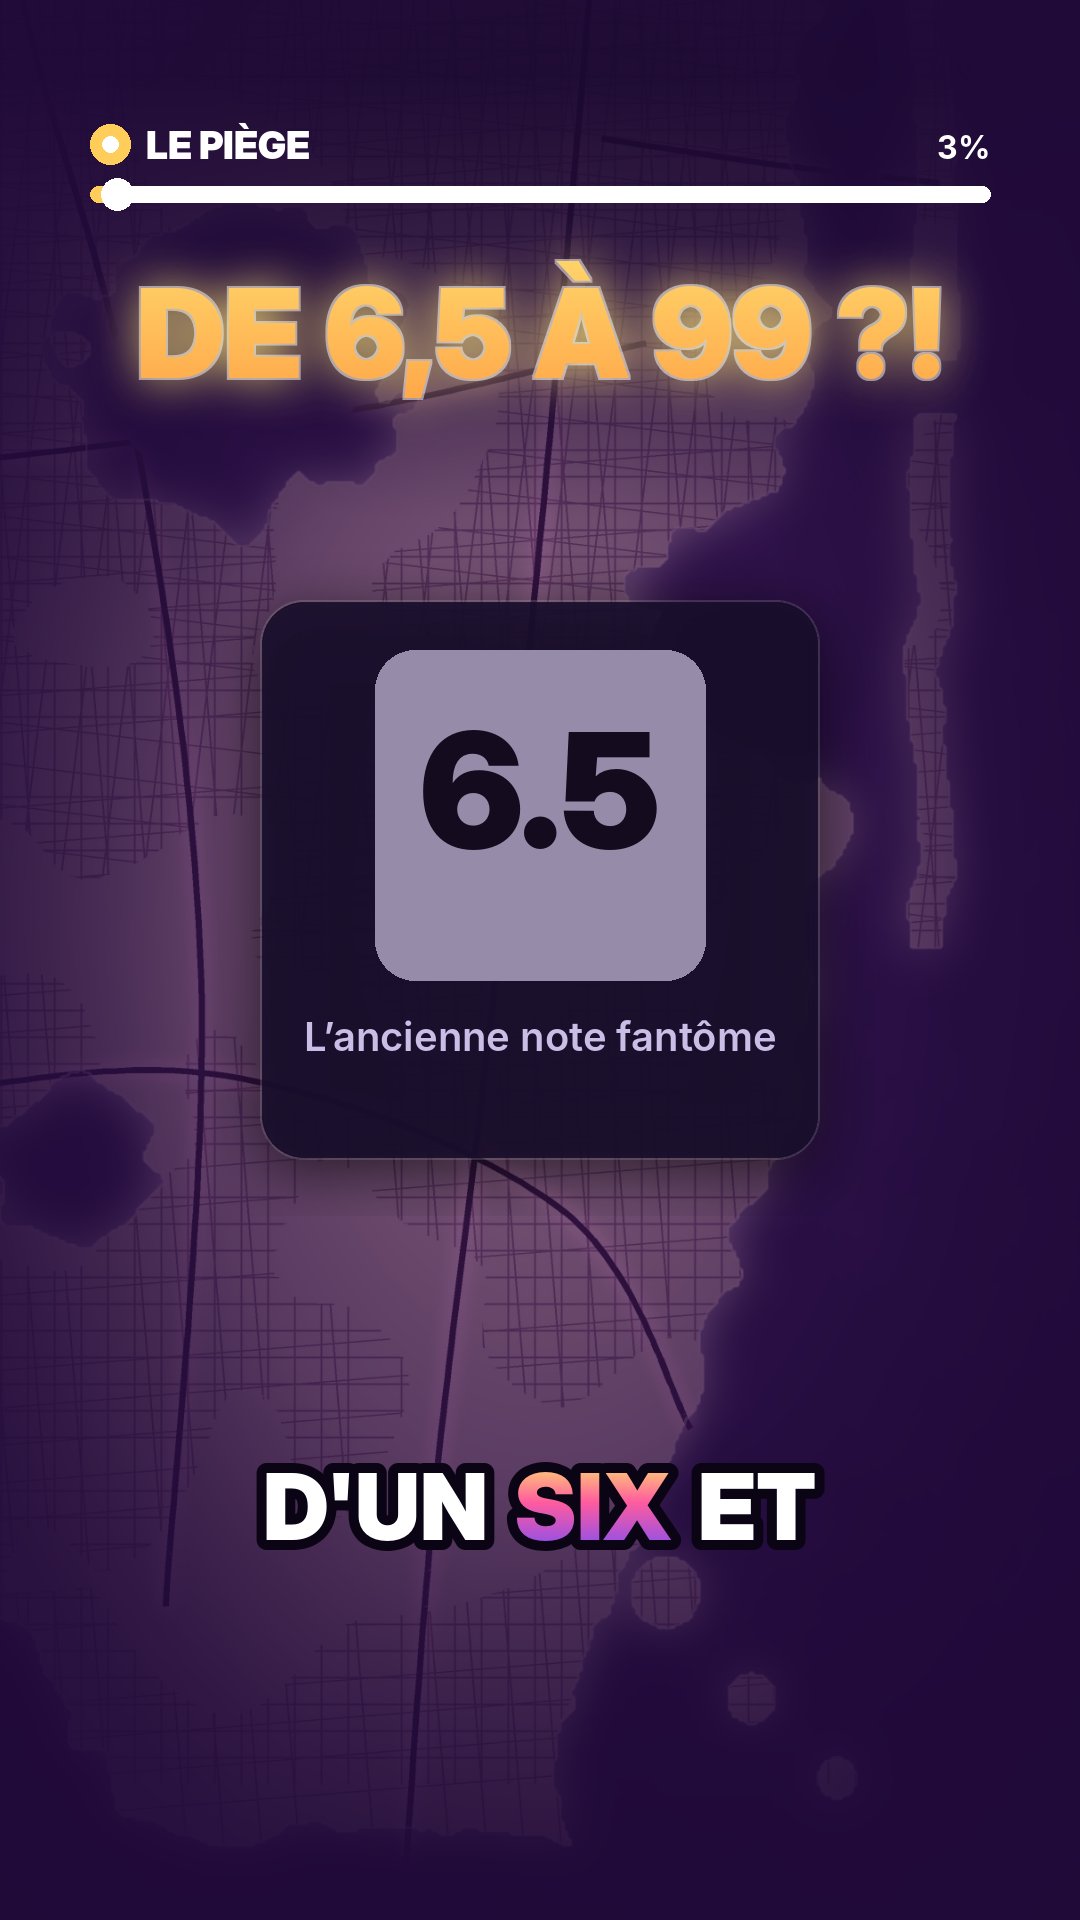 LE PIÈGE
3%
DE 6,5 À 99 ?!
6.5
L’ancienne note fantôme
D'UN SIX ET